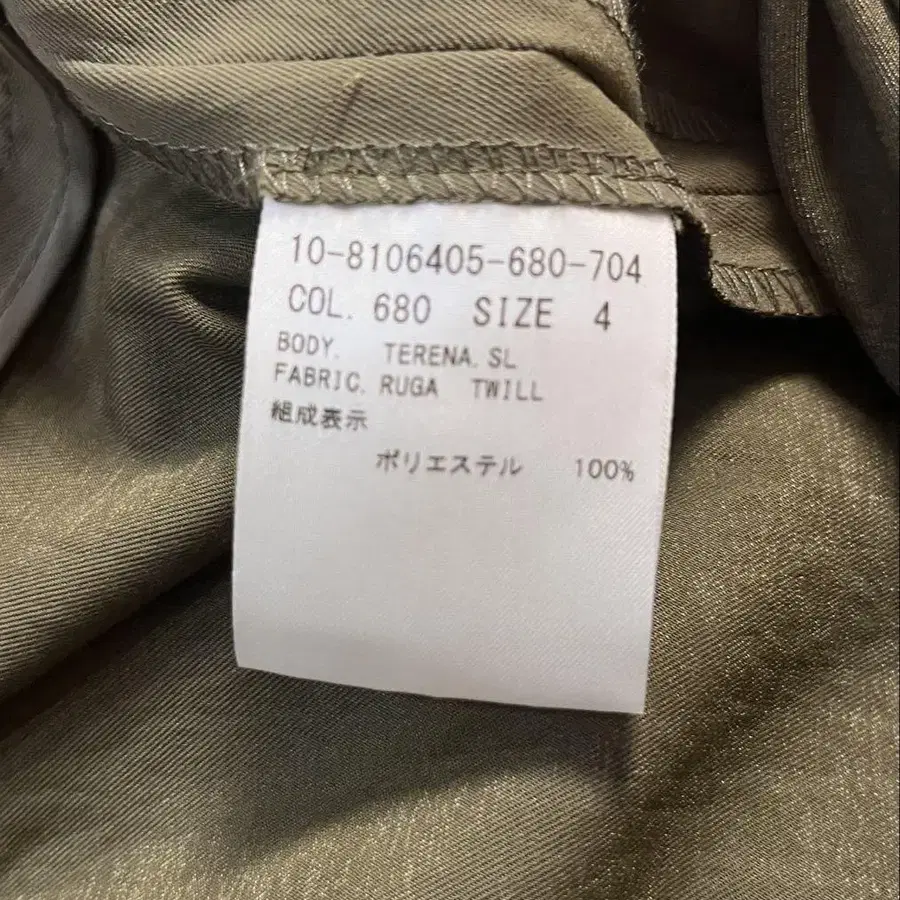 10-8106405-680-704
COL. 680 SIZE 4
BODY. TERENA.SL
FABRIC. RUGA TWILL
組成表示
ポリエステル 100%